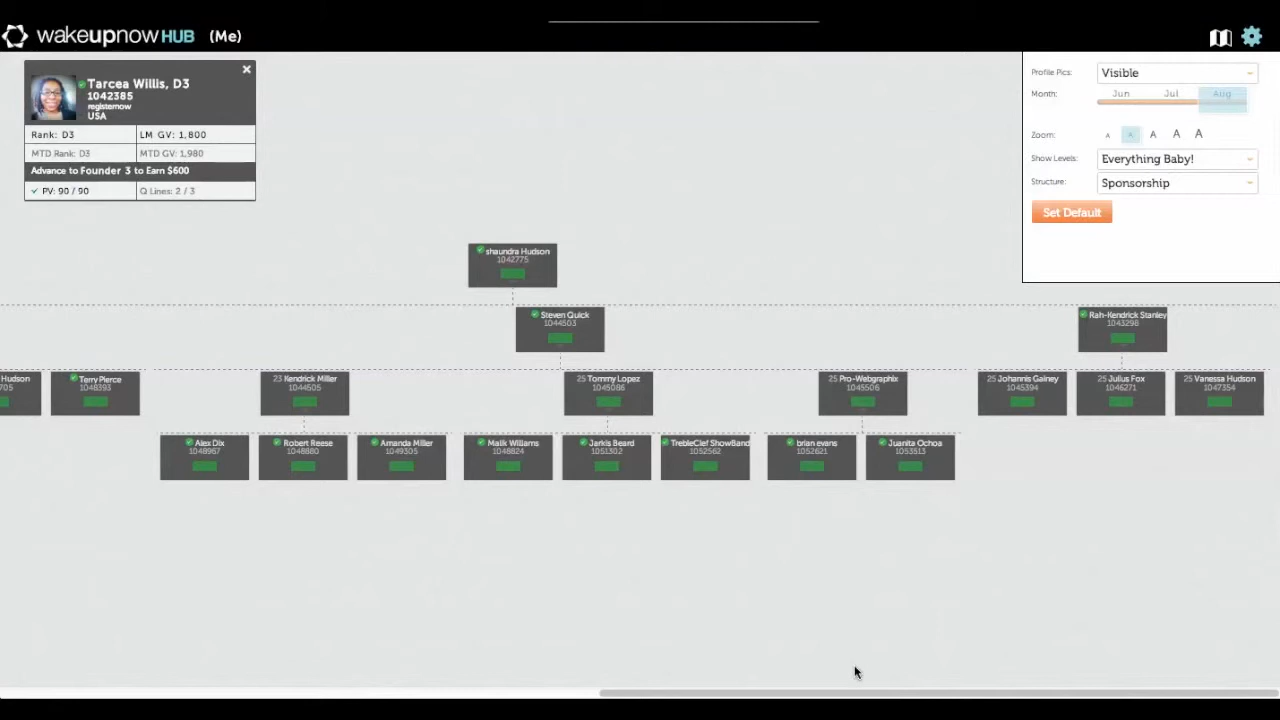 wakeupnow HUB (Me)
Tarcea Willis, D3
1042385
registernow
USA
Rank: D3 LM GV: 1,800
MTD Rank: D3 MTD GV: 1,980
Advance to Founder 3 to Earn $600
PV: 90 / 90 Q Lines: 2 / 3
Profile Pics: Visible
Month: Jun Jul Aug
Zoom: A A A A A
Show Levels: Everything Baby!
Structure: Sponsorship
Set Default
shaundra Hudson
1042775
Steven Quick
1044503
Rah-Kendrick Stanley
1043298
Hudson
705
Terry Pierce
1048393
23 Kendrick Miller
1044505
25 Tommy Lopez
1045086
25 Pro-Webgraphix
1045506
25 Johannis Gainey
1045394
25 Julius Fox
1046271
25 Vanessa Hudson
1047354
Alex Dix
1048967
Robert Reese
1048880
Amanda Miller
1049305
Malik Williams
1048824
Jarkis Beard
1051302
TrebleClef ShowBand
1052562
brian evans
1052621
Juanita Ochoa
1053513